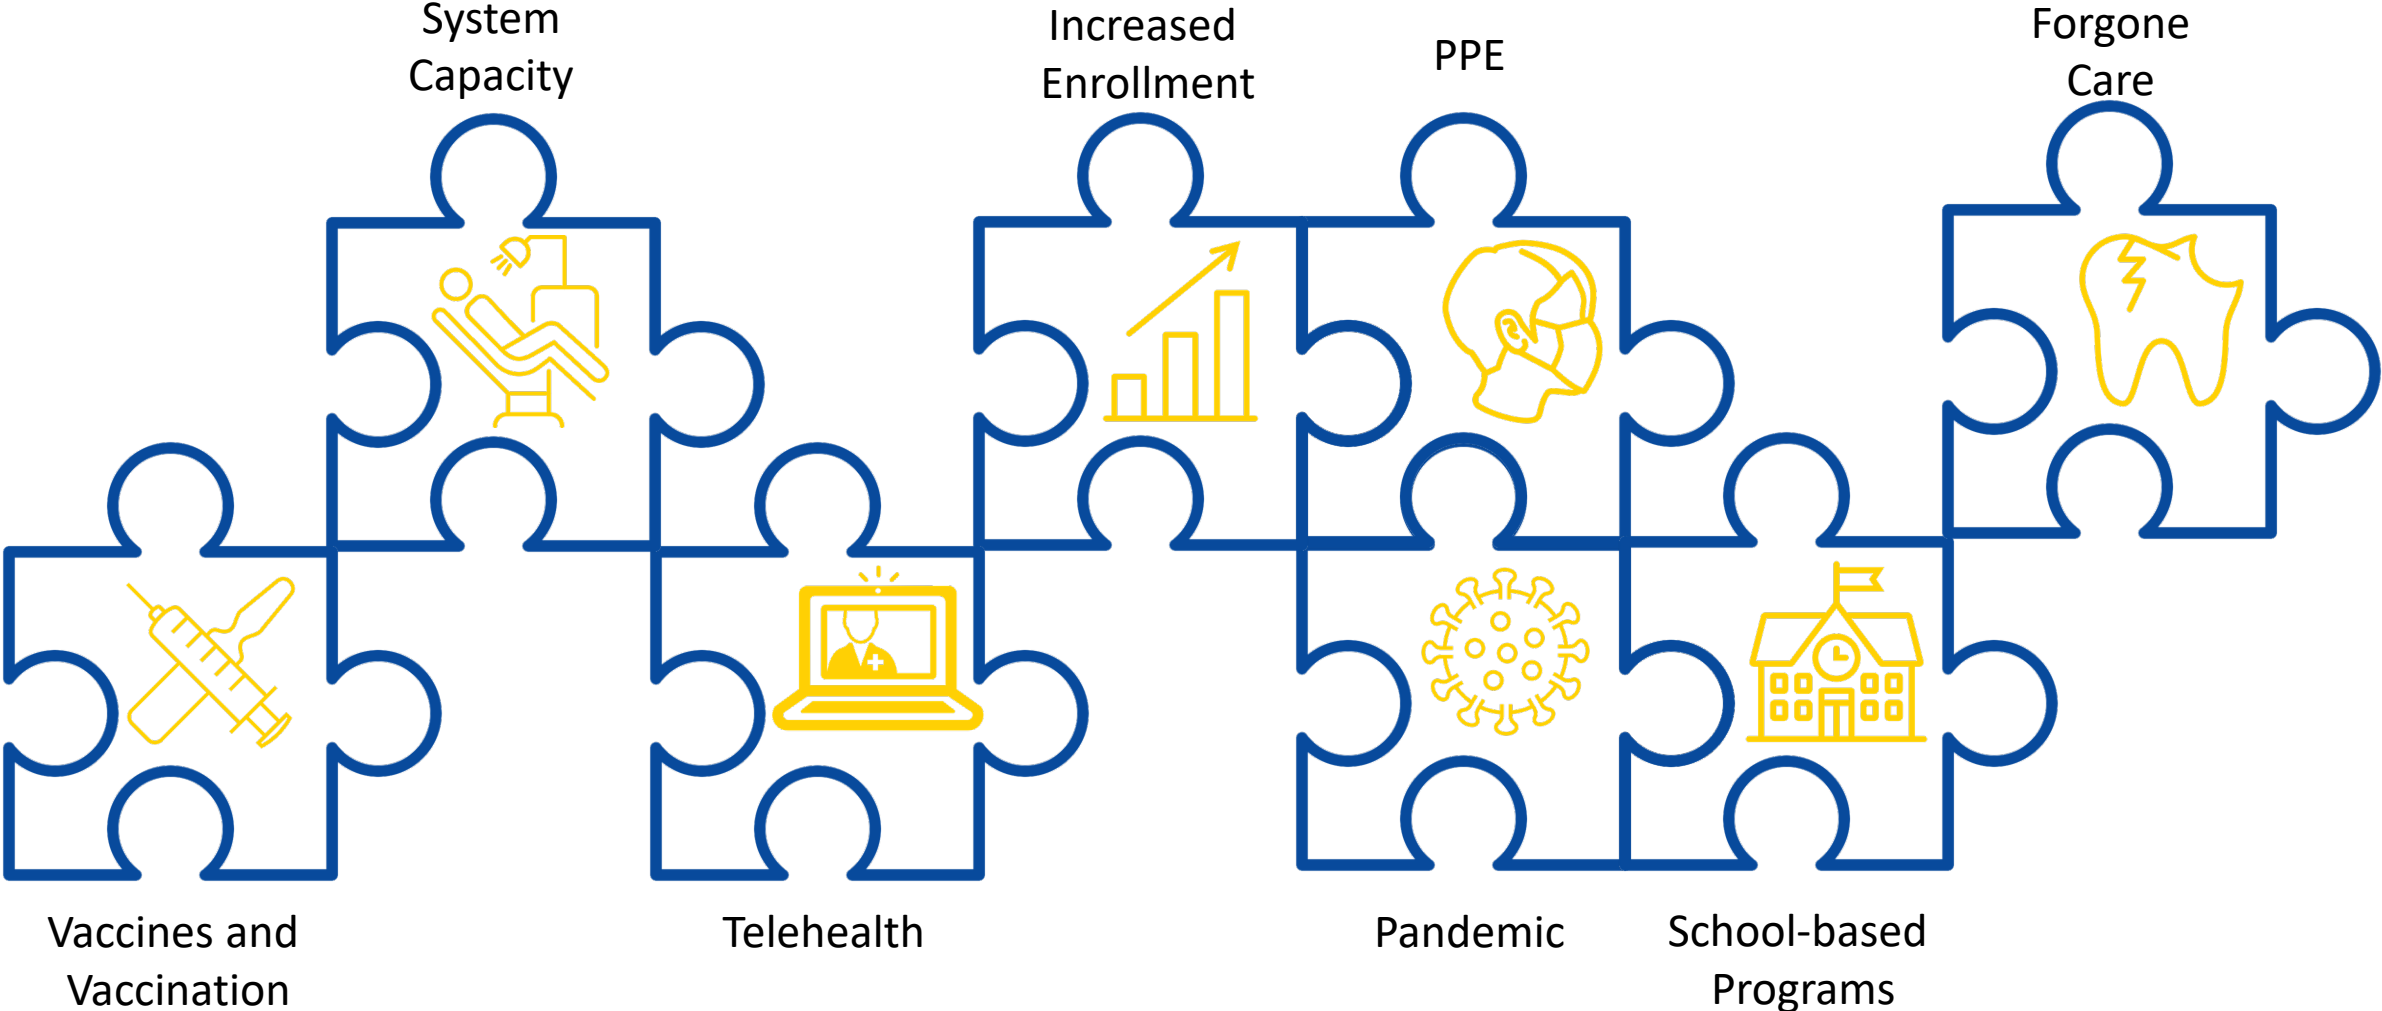 System
Capacity
Increased
Enrollment
PPE
Forgone
Care
Vaccines and
Vaccination
Telehealth
Pandemic
School-based
Programs